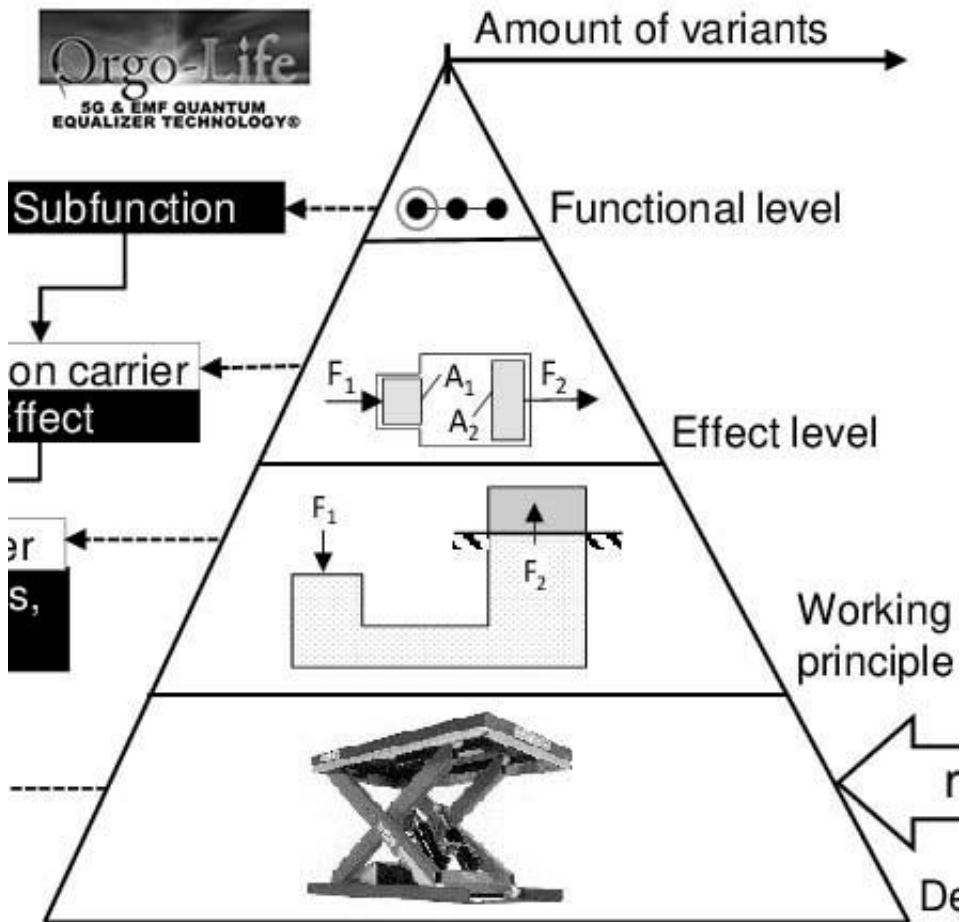 Amount of variants
Orgo-Life
5G & EMF QUANTUM
EQUALIZER TECHNOLOGY®
Subfunction
Functional level
on carrier
Effect
F1
A1
A2
F2
Effect level
F1
F2
er
s,
Working
principle
r
De